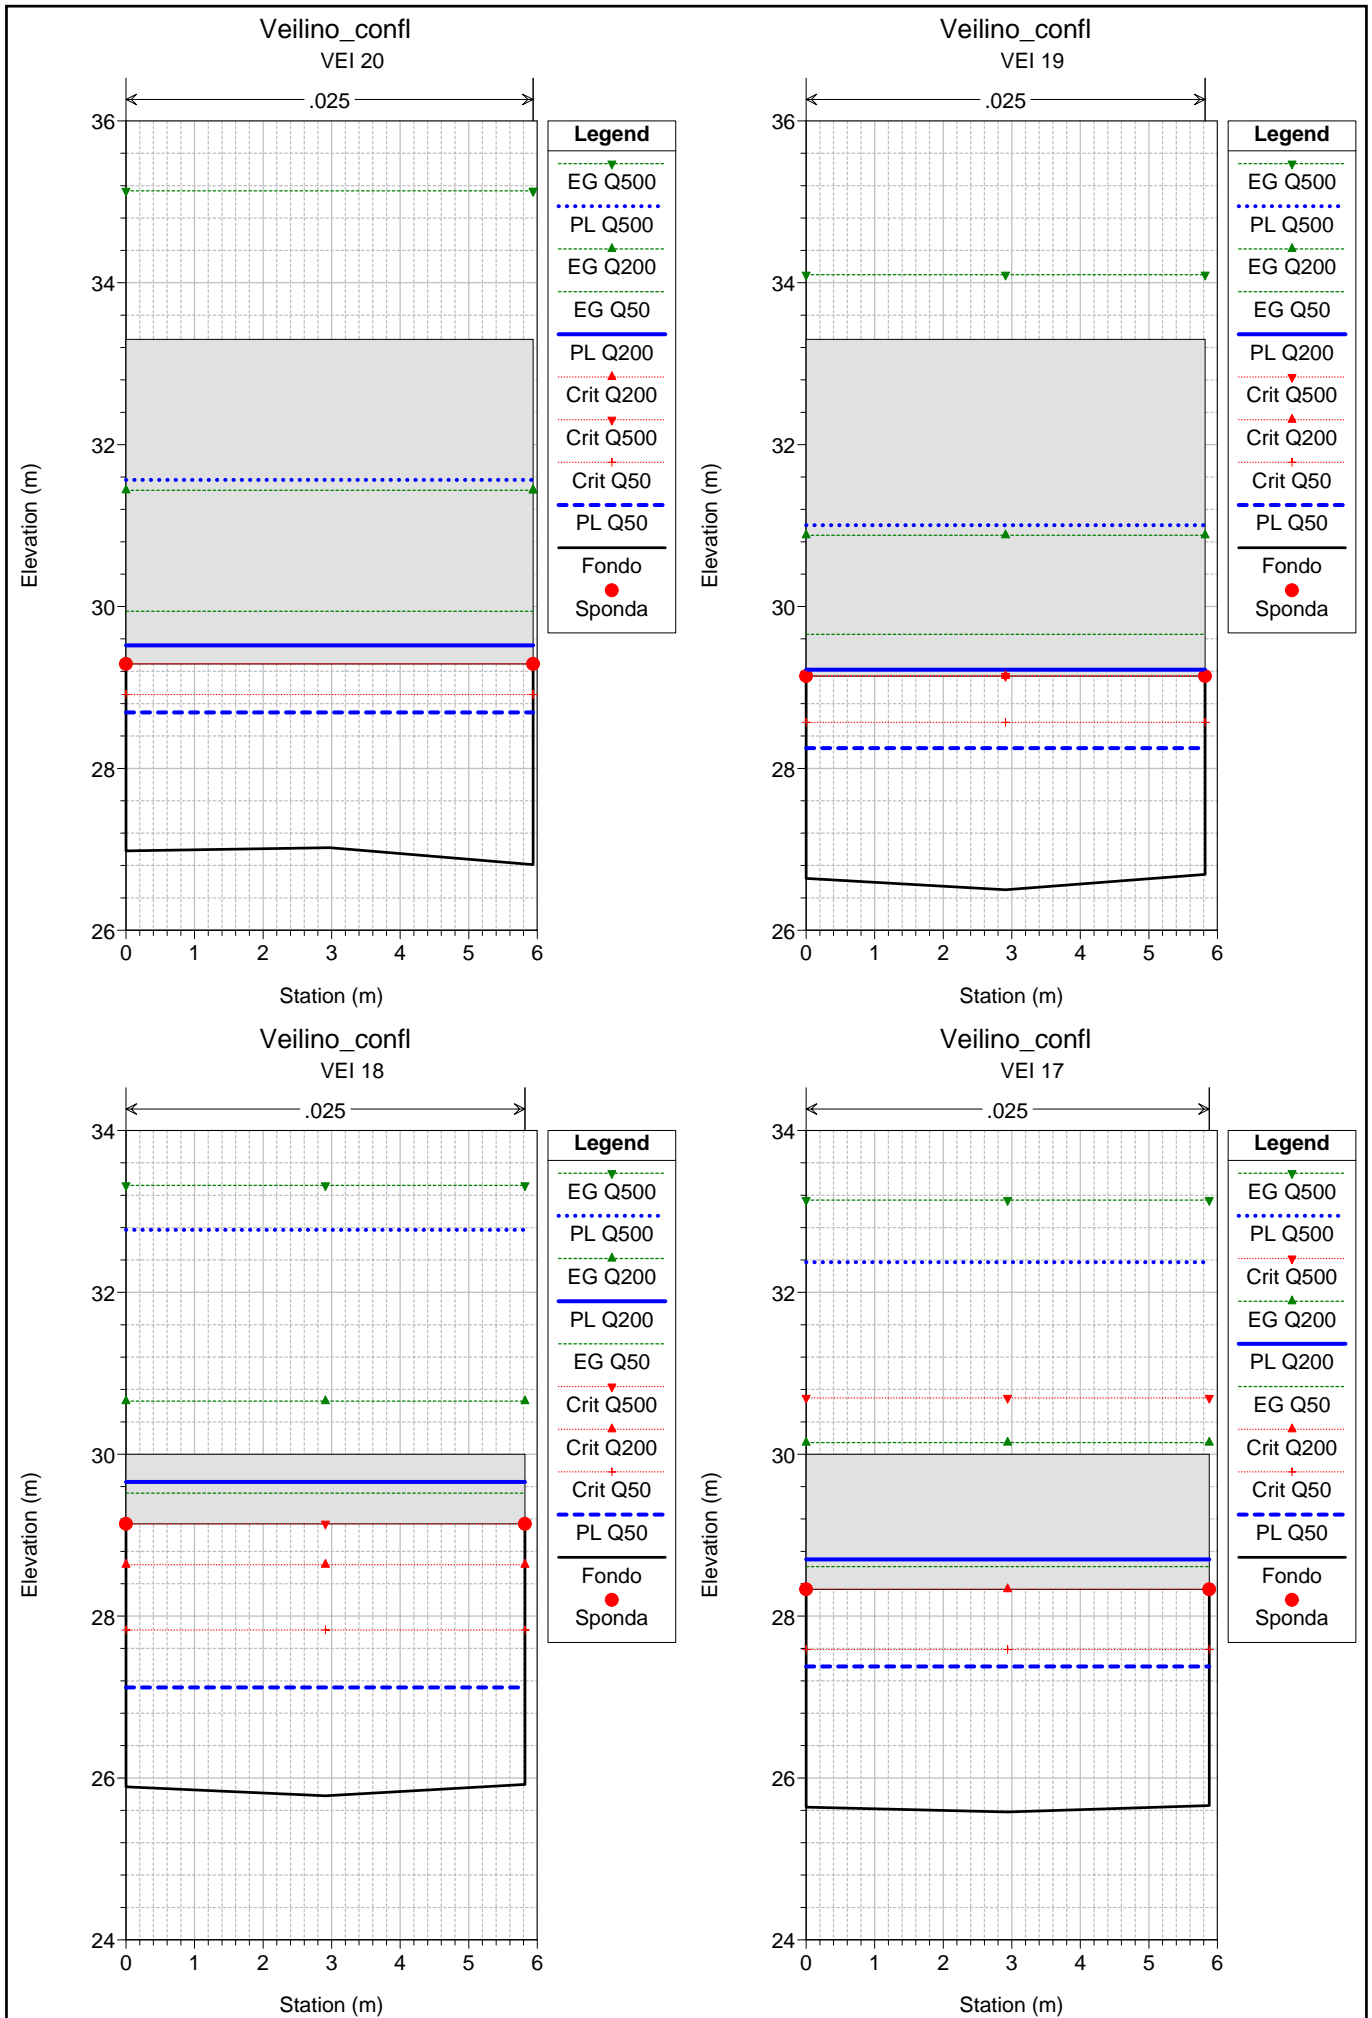 Veilino_confl
VEI 20
.025
36
34
32
30
28
26
0 1 2 3 4 5 6
Elevation (m)
Station (m)
Legend
EG Q500
PL Q500
EG Q200
EG Q50
PL Q200
Crit Q200
Crit Q500
Crit Q50
PL Q50
Fondo
Sponda
Veilino_confl
VEI 19
.025
36
34
32
30
28
26
0 1 2 3 4 5 6
Elevation (m)
Station (m)
Legend
EG Q500
PL Q500
EG Q200
EG Q50
PL Q200
Crit Q500
Crit Q200
Crit Q50
PL Q50
Fondo
Sponda
Veilino_confl
VEI 18
.025
34
32
30
28
26
24
0 1 2 3 4 5 6
Elevation (m)
Station (m)
Legend
EG Q500
PL Q500
EG Q200
PL Q200
EG Q50
Crit Q500
Crit Q200
Crit Q50
PL Q50
Fondo
Sponda
Veilino_confl
VEI 17
.025
34
32
30
28
26
24
0 1 2 3 4 5 6
Elevation (m)
Station (m)
Legend
EG Q500
PL Q500
Crit Q500
EG Q200
PL Q200
EG Q50
Crit Q200
Crit Q50
PL Q50
Fondo
Sponda